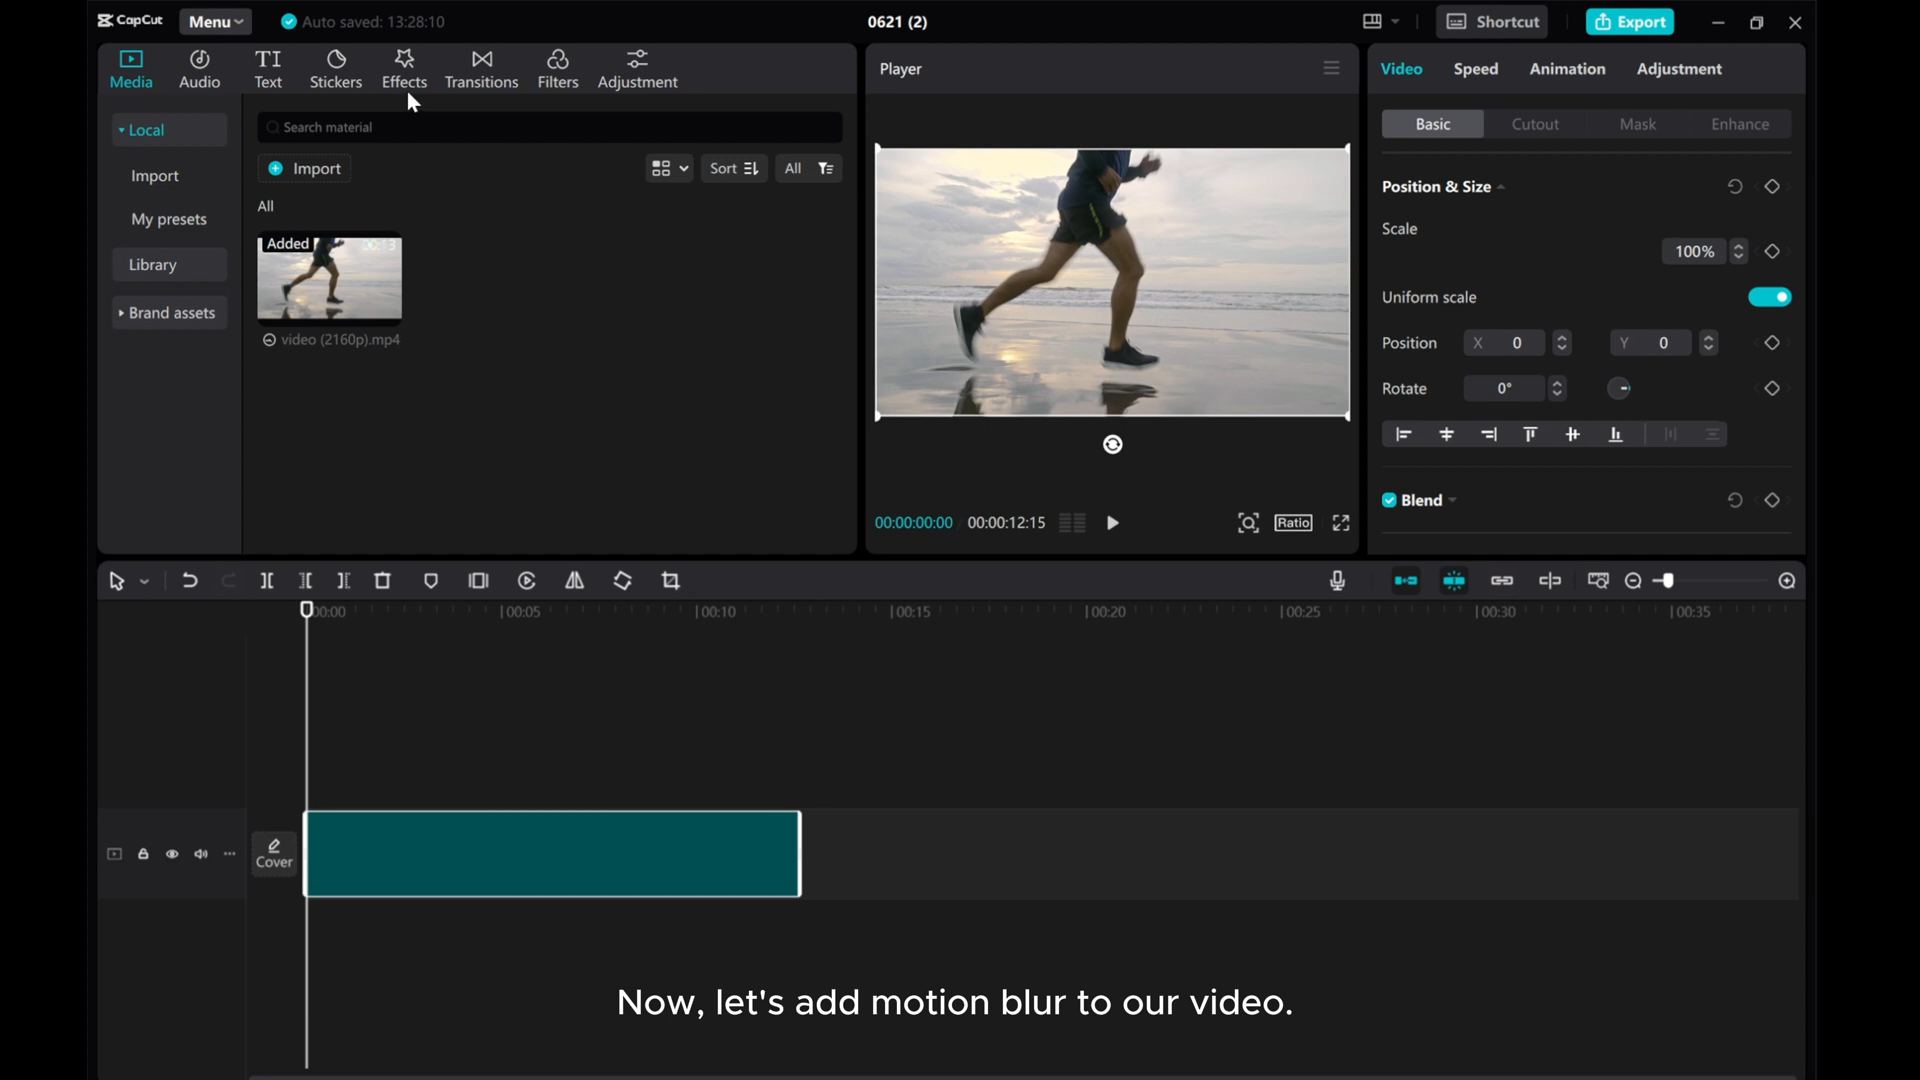 CapCut
Menu
Auto saved: 13:28:10
0621 (2)
Shortcut
Export
Media
Audio
TI
Text
Stickers
Effects
Transitions
Filters
Adjustment
Player
Video
Speed
Animation
Adjustment
Local
Import
My presets
Library
Brand assets
Search material
Import
Sort
All
All
Added
00:13
video (2160p).mp4
00:00:00:00
00:00:12:15
Ratio
Basic
Cutout
Mask
Enhance
Position & Size
Scale
100%
Uniform scale
Position
X 0
Y 0
Rotate
0°
Blend
00:00
00:05
00:10
00:15
00:20
00:25
00:30
00:35
Cover
Now, let's add motion blur to our video.